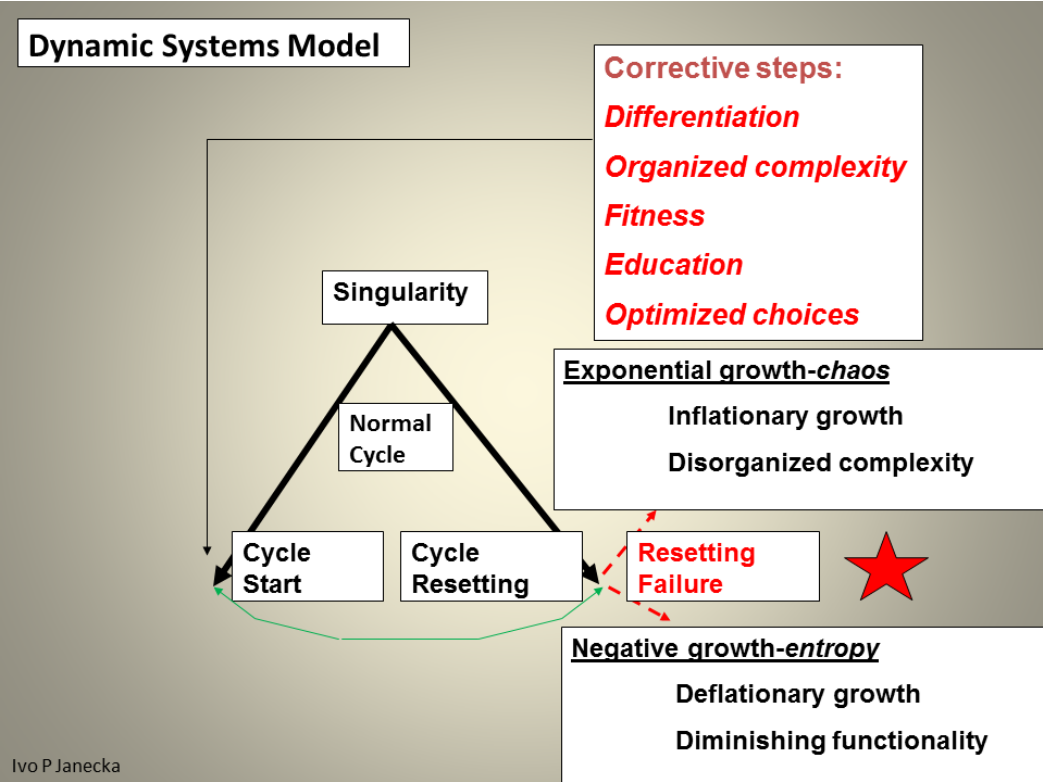 Dynamic Systems Model
Corrective steps:
Differentiation
Organized complexity
Fitness
Education
Optimized choices
Singularity
Normal
Cycle
Exponential growth-chaos
Inflationary growth
Disorganized complexity
Cycle
Start
Cycle
Resetting
Resetting
Failure
Negative growth-entropy
Deflationary growth
Diminishing functionality
Ivo P Janecka